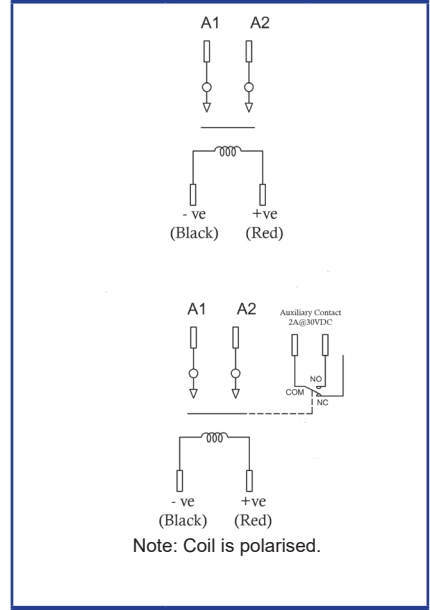 A1 A2
- ve +ve
(Black) (Red)
A1 A2
Auxiliary Contact
2A@30VDC
NO
COM
NC
- ve +ve
(Black) (Red)
Note: Coil is polarised.